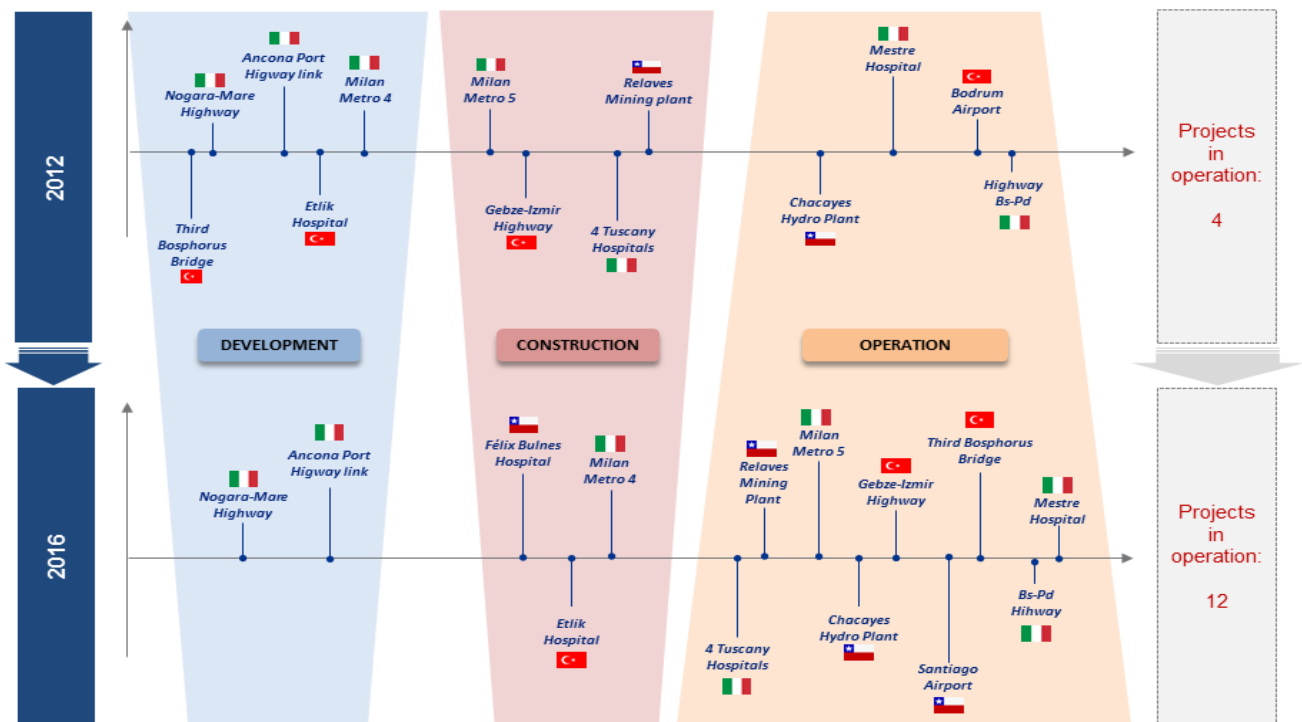 2012
Nogara-Mare
Highway
Ancona Port
Higway link
Milan
Metro 4
Third
Bosphorus
Bridge
Etlik
Hospital
Milan
Metro 5
Relaves
Mining plant
Gebze-Izmir
Highway
4 Tuscany
Hospitals
Mestre
Hospital
Bodrum
Airport
Chacayes
Hydro Plant
Highway
Bs-Pd
Projects
in
operation:
4
DEVELOPMENT
CONSTRUCTION
OPERATION
2016
Nogara-Mare
Highway
Ancona Port
Higway link
Félix Bulnes
Hospital
Milan
Metro 4
Etlik
Hospital
Relaves
Mining
Plant
Milan
Metro 5
Gebze-Izmir
Highway
Third Bosphorus
Bridge
Mestre
Hospital
4 Tuscany
Hospitals
Chacayes
Hydro Plant
Santiago
Airport
Bs-Pd
Hihway
Projects
in
operation:
12